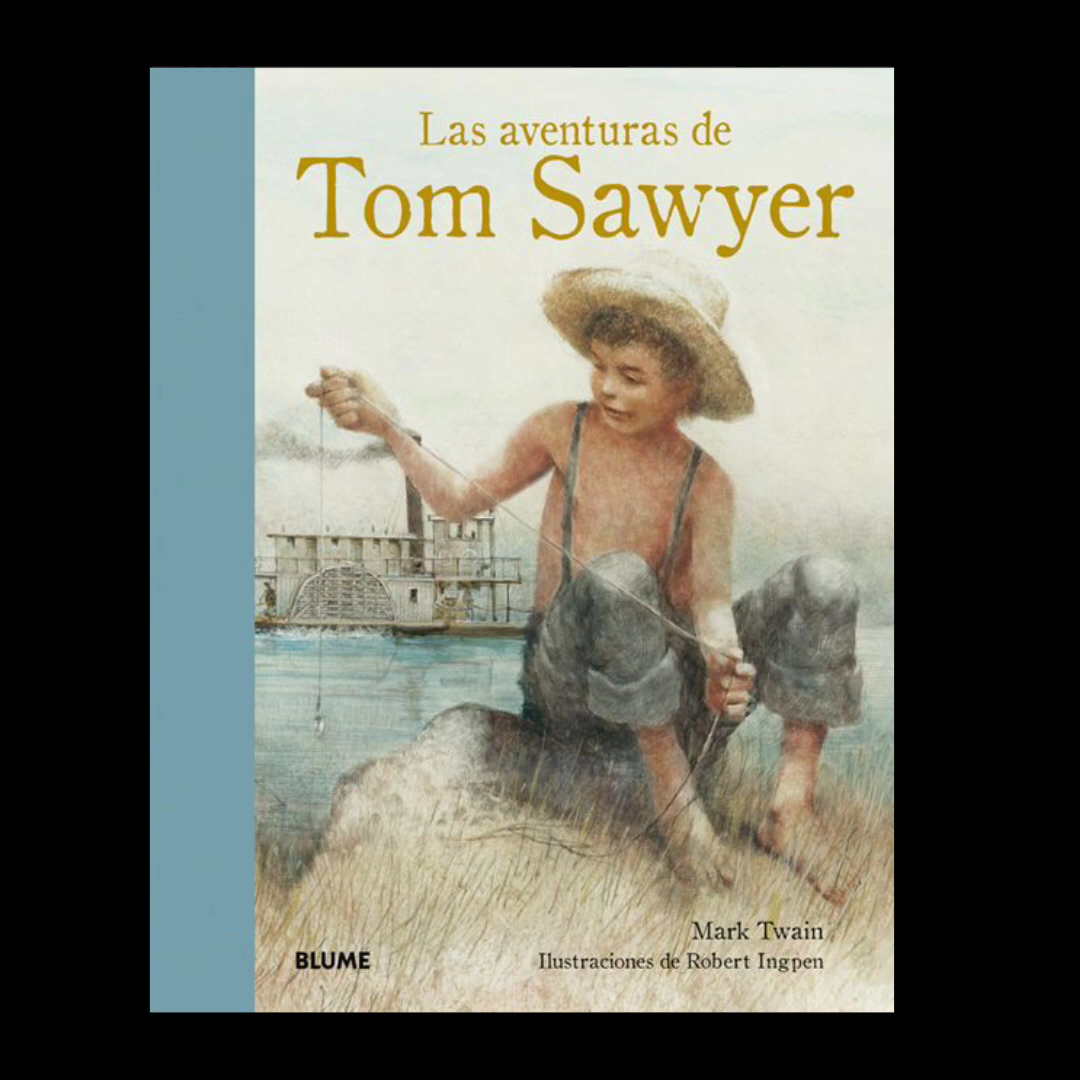 Las aventuras de
Tom Sawyer
Mark Twain
Ilustraciones de Robert Ingpen
BLUME